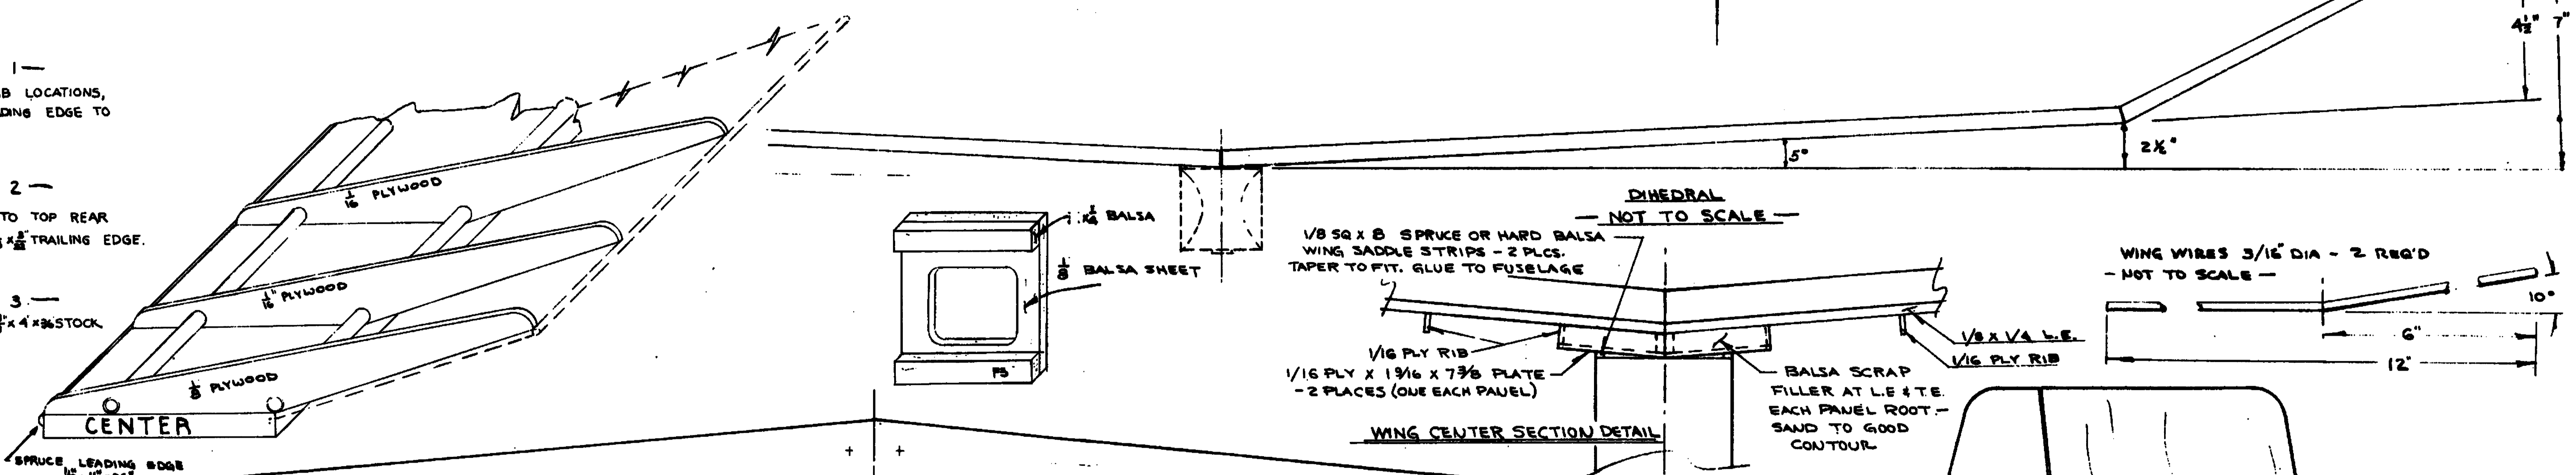 1 —
B LOCATIONS,
DING EDGE TO
2 —
TO TOP REAR
TRAILING EDGE.
3. —
x 4 x 36 STOCK
1/16 PLYWOOD
1/16" PLYWOOD
1/8 PLYWOOD
CENTER
SPRUCE LEADING EDGE
x 1/4 BALSA
1/8 BALSA SHEET
F5
5°
2½"
4½"
7"
DIHEDRAL
— NOT TO SCALE —
1/8 SQ x 8 SPRUCE OR HARD BALSA
WING SADDLE STRIPS - 2 PLCS.
TAPER TO FIT. GLUE TO FUSELAGE
1/16 PLY RIB
1/16 PLY x 1 9/16 x 7 3/8 PLATE
- 2 PLACES (ONE EACH PANEL)
WING CENTER SECTION DETAIL
1/8 x 1/4 L.E.
1/16 PLY RIB
BALSA SCRAP
FILLER AT L.E & T.E.
EACH PANEL ROOT -
SAND TO GOOD
CONTOUR
WING WIRES 3/16" DIA - 2 REQ'D
- NOT TO SCALE -
10°
6"
12"